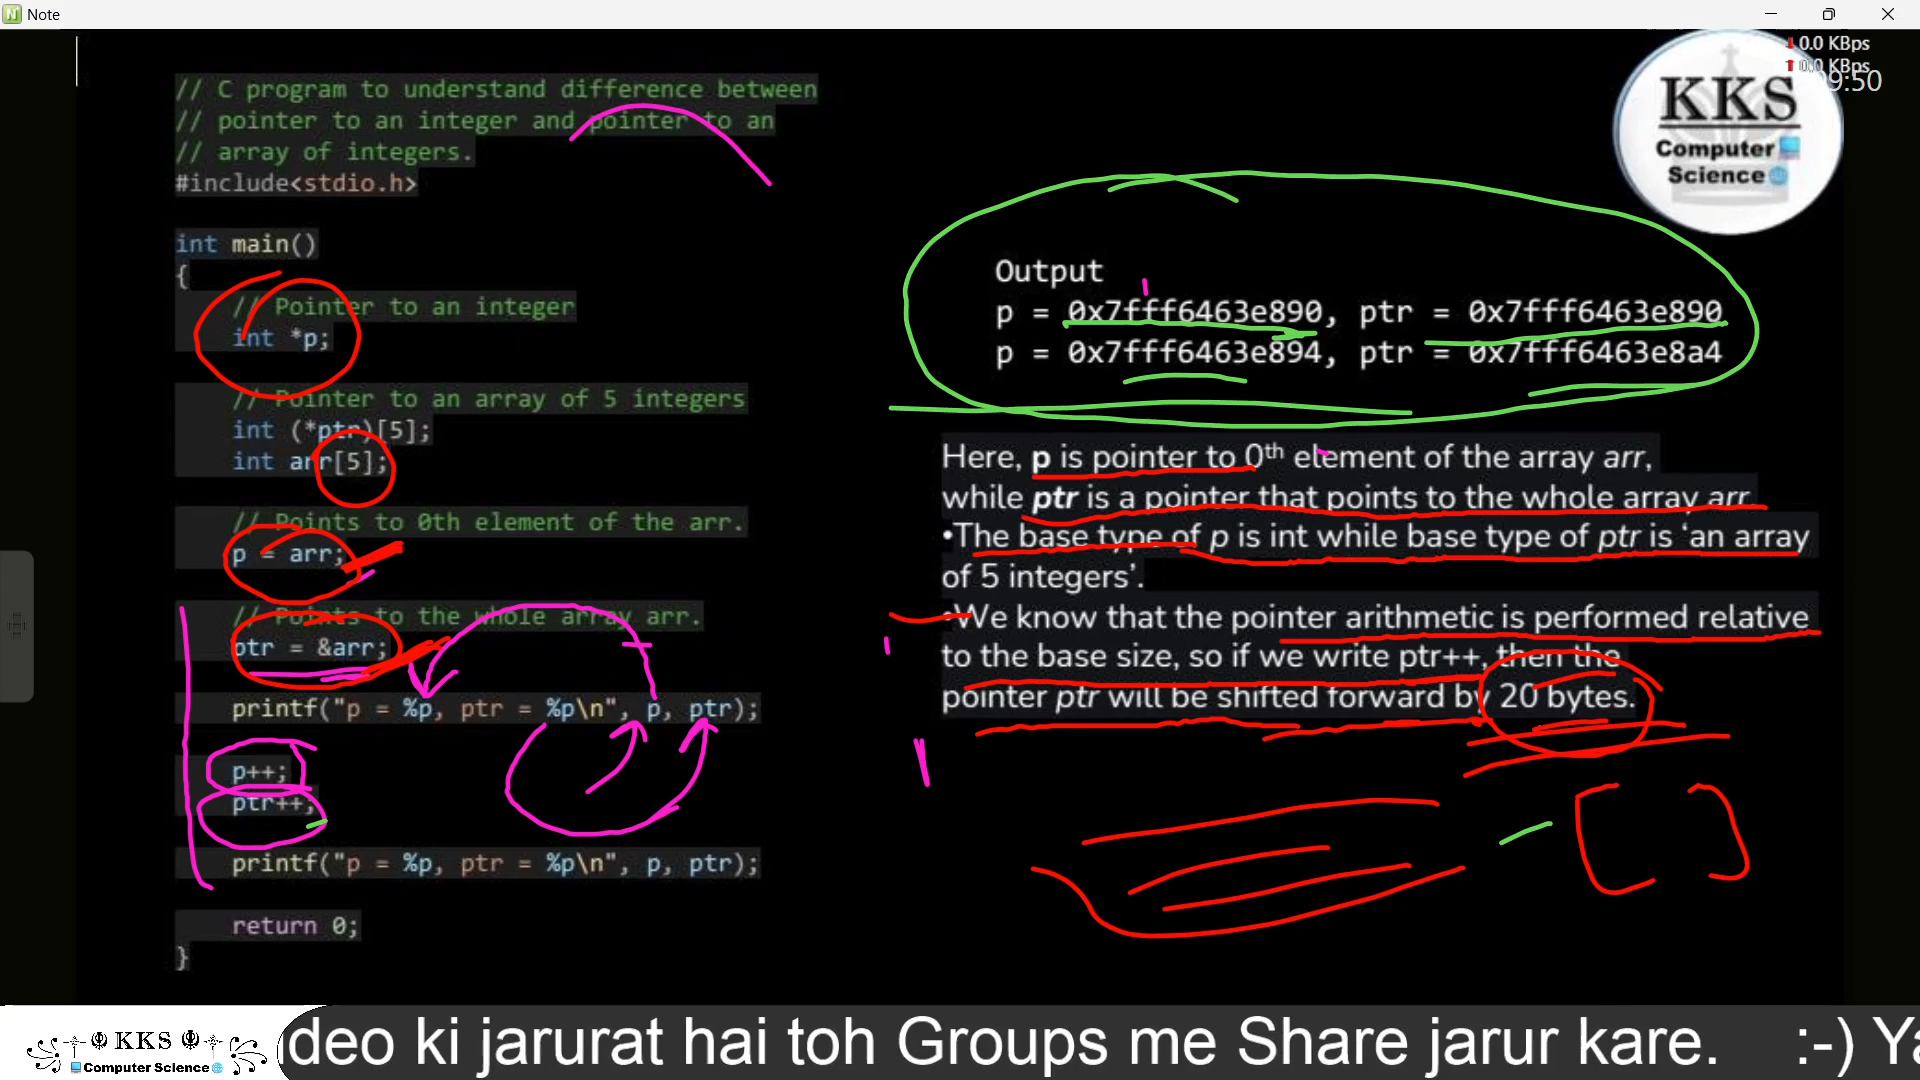 Note
0.0 KBps
0.0 KBps
9:50
KKS
Computer
Science
// C program to understand difference between
// pointer to an integer and pointer to an
// array of integers.
#include<stdio.h>
int main()
{
// Pointer to an integer
int *p;
// Pointer to an array of 5 integers
int (*ptr)[5];
int arr[5];
// Points to 0th element of the arr.
p = arr;
// Points to the whole array arr.
ptr = &arr;
printf("p = %p, ptr = %p\n", p, ptr);
p++;
ptr++;
printf("p = %p, ptr = %p\n", p, ptr);
return 0;
}
Output
p = 0x7fff6463e890, ptr = 0x7fff6463e890
p = 0x7fff6463e894, ptr = 0x7fff6463e8a4
Here, p is pointer to 0th element of the array arr,
while ptr is a pointer that points to the whole array arr.
•The base type of p is int while base type of ptr is ‘an array
of 5 integers’.
•We know that the pointer arithmetic is performed relative
to the base size, so if we write ptr++, then the
pointer ptr will be shifted forward by 20 bytes.
KKS
Computer Science
deo ki jarurat hai toh Groups me Share jarur kare. :-) Ya